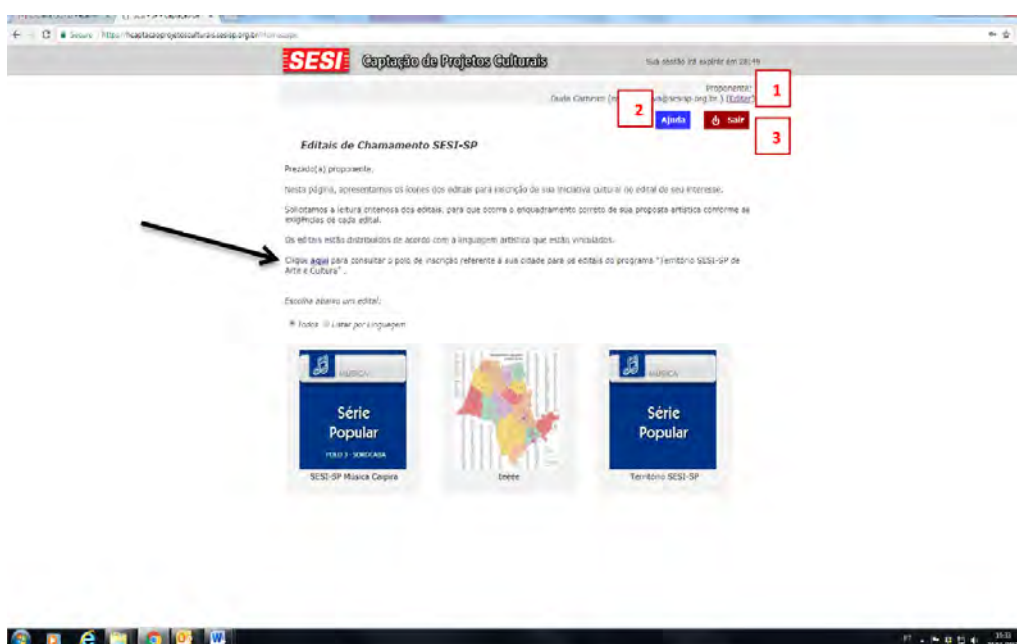 SESI Captação de Projetos Culturais
Sua sessão irá expirar em
Proponente:
(Editar)
1
2
Ajuda
Sair
3
Editais de Chamamento SESI-SP
Prezado(a) proponente,
Nesta página, apresentamos os ícones dos editais para inscrição de sua iniciativa cultural no edital de seu interesse.
Solicitamos a leitura criteriosa dos editais, para que ocorra o enquadramento correto de sua proposta artística conforme as
exigências de cada edital.
Os editais estão distribuídos de acordo com a linguagem artística que estão vinculados.
Clique aqui para consultar o polo de inscrição referente a sua cidade para os editais do programa "Território SESI-SP de
Arte e Cultura" .
Escolha abaixo um edital:
Todos Listar por Linguagem
MÚSICA
Série
Popular
POLO 3 - SOROCABA
SESI-SP Música Caipira
MÚSICA
Série
Popular
Território SESI-SP